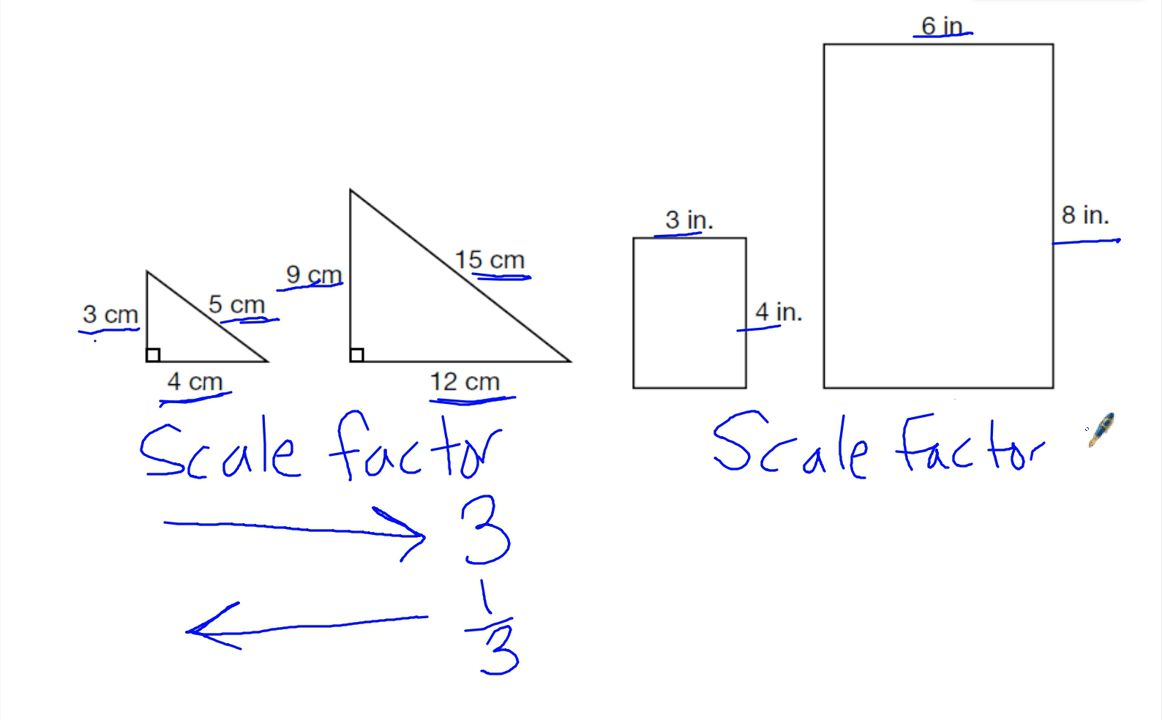 6 in.
3 in.
8 in.
15 cm
9 cm
5 cm
3 cm
4 in.
4 cm
12 cm
Scale factor
Scale Factor
3
1/3